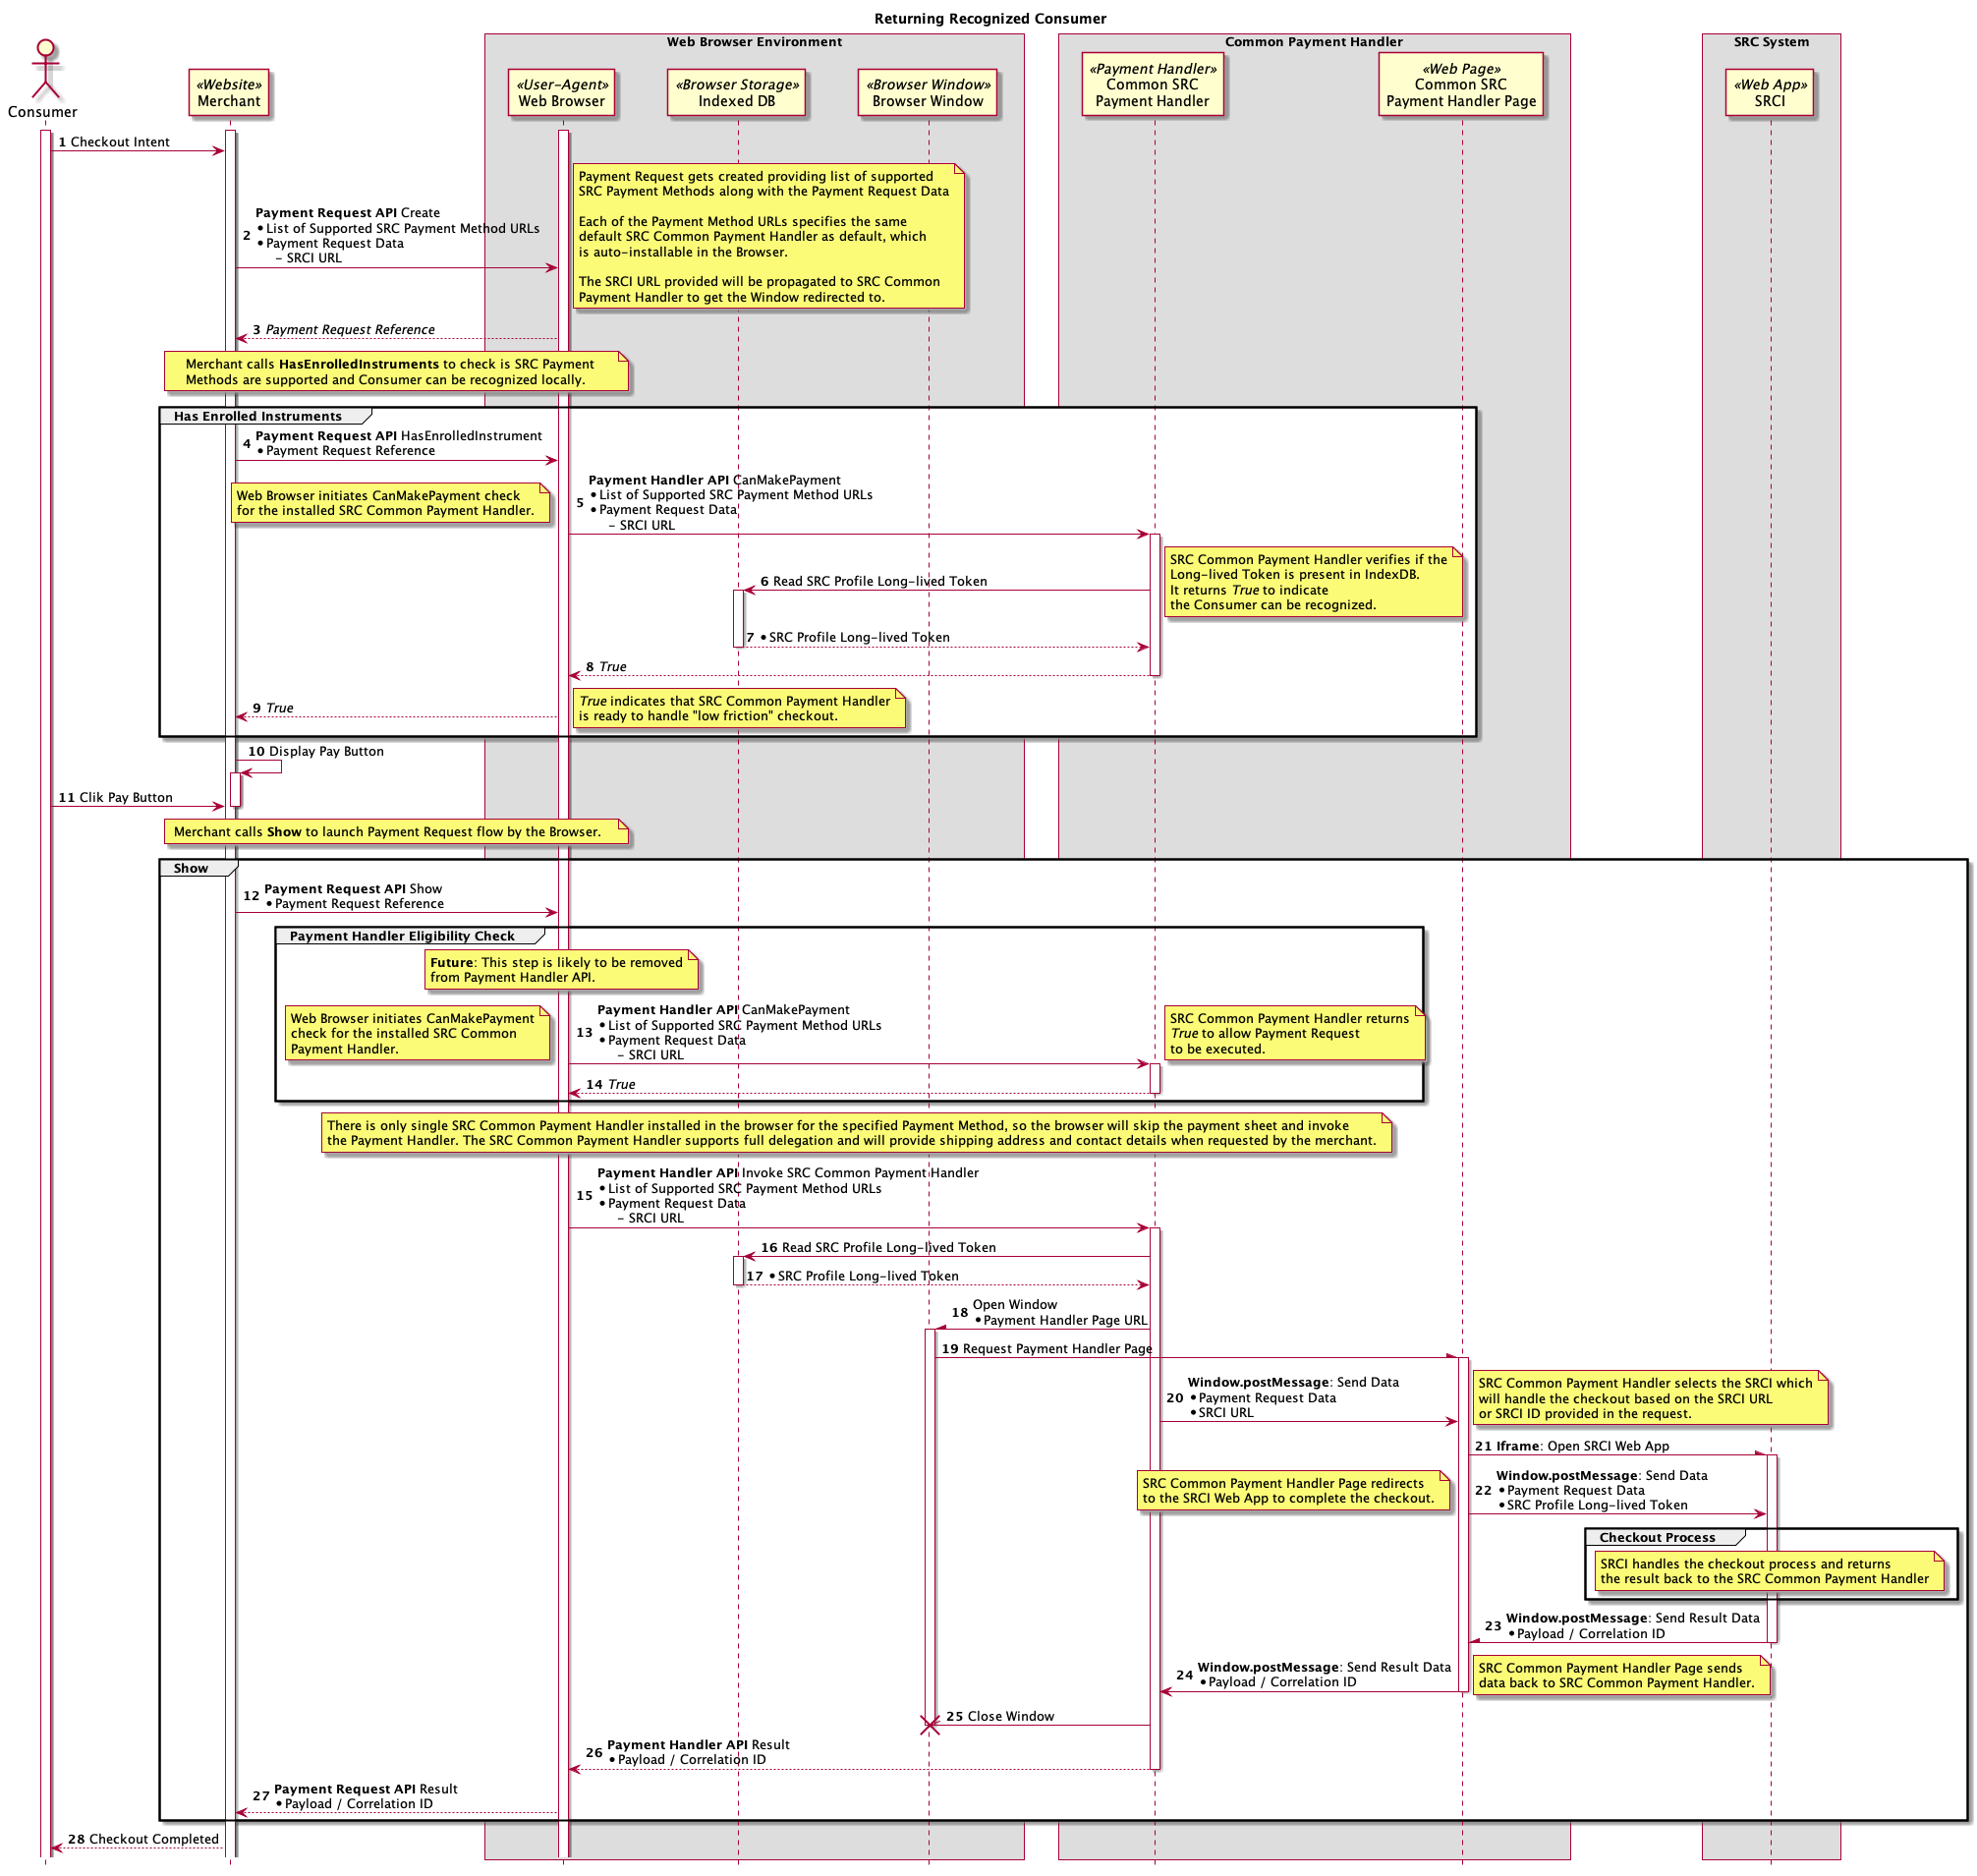 Returning Recognized Consumer
Web Browser Environment
Common Payment Handler
SRC System
Consumer
«Website»
Merchant
«User-Agent»
Web Browser
«Browser Storage»
Indexed DB
«Browser Window»
Browser Window
«Payment Handler»
Common SRC
Payment Handler
«Web Page»
Common SRC
Payment Handler Page
«Web App»
SRCI
1 Checkout Intent
Payment Request gets created providing list of supported
SRC Payment Methods along with the Payment Request Data
Each of the Payment Method URLs specifies the same
default SRC Common Payment Handler as default, which
is auto-installable in the Browser.
The SRCI URL provided will be propagated to SRC Common
Payment Handler to get the Window redirected to.
Payment Request API Create
2 •List of Supported SRC Payment Method URLs
•Payment Request Data
- SRCI URL
3 Payment Request Reference
Merchant calls HasEnrolledInstruments to check is SRC Payment
Methods are supported and Consumer can be recognized locally.
Has Enrolled Instruments
4 Payment Request API HasEnrolledInstrument
•Payment Request Reference
Web Browser initiates CanMakePayment check
for the installed SRC Common Payment Handler.
Payment Handler API CanMakePayment
5 •List of Supported SRC Payment Method URLs
•Payment Request Data
- SRCI URL
SRC Common Payment Handler verifies if the
Long-lived Token is present in IndexDB.
It returns True to indicate
the Consumer can be recognized.
6 Read SRC Profile Long-lived Token
7 •SRC Profile Long-lived Token
8 True
True indicates that SRC Common Payment Handler
is ready to handle "low friction" checkout.
9 True
10 Display Pay Button
11 Clik Pay Button
Merchant calls Show to launch Payment Request flow by the Browser.
Show
12 Payment Request API Show
•Payment Request Reference
Payment Handler Eligibility Check
Future: This step is likely to be removed
from Payment Handler API.
Web Browser initiates CanMakePayment
check for the installed SRC Common
Payment Handler.
Payment Handler API CanMakePayment
13 •List of Supported SRC Payment Method URLs
•Payment Request Data
- SRCI URL
SRC Common Payment Handler returns
True to allow Payment Request
to be executed.
14 True
There is only single SRC Common Payment Handler installed in the browser for the specified Payment Method, so the browser will skip the payment sheet and invoke
the Payment Handler. The SRC Common Payment Handler supports full delegation and will provide shipping address and contact details when requested by the merchant.
Payment Handler API Invoke SRC Common Payment Handler
15 •List of Supported SRC Payment Method URLs
•Payment Request Data
- SRCI URL
16 Read SRC Profile Long-lived Token
17 •SRC Profile Long-lived Token
18 Open Window
•Payment Handler Page URL
19 Request Payment Handler Page
Window.postMessage: Send Data
20 •Payment Request Data
•SRCI URL
SRC Common Payment Handler selects the SRCI which
will handle the checkout based on the SRCI URL
or SRCI ID provided in the request.
21 Iframe: Open SRCI Web App
SRC Common Payment Handler Page redirects
to the SRCI Web App to complete the checkout.
Window.postMessage: Send Data
22 •Payment Request Data
•SRC Profile Long-lived Token
Checkout Process
SRCI handles the checkout process and returns
the result back to the SRC Common Payment Handler
23 Window.postMessage: Send Result Data
•Payload / Correlation ID
24 Window.postMessage: Send Result Data
•Payload / Correlation ID
SRC Common Payment Handler Page sends
data back to SRC Common Payment Handler.
25 Close Window
26 Payment Handler API Result
•Payload / Correlation ID
27 Payment Request API Result
•Payload / Correlation ID
28 Checkout Completed